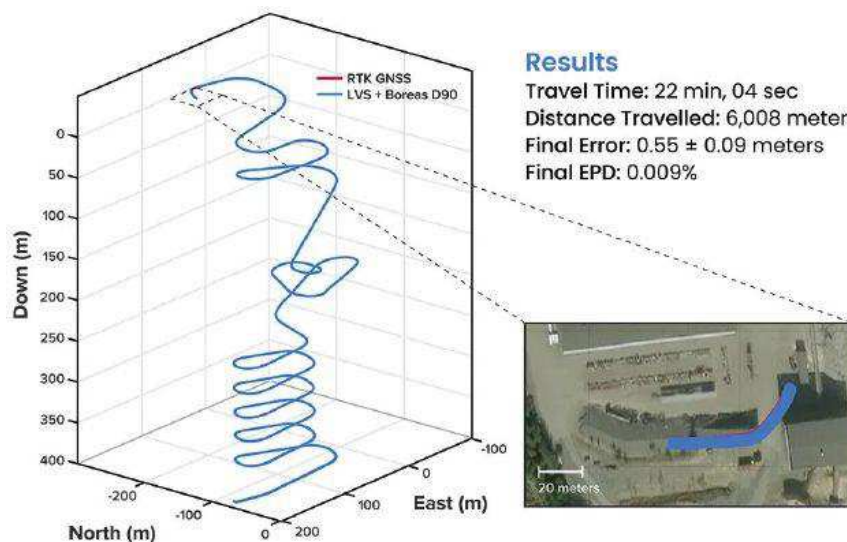 RTK GNSS
LVS + Boreas D90
Results
Travel Time: 22 min, 04 sec
Distance Travelled: 6,008 meter
Final Error: 0.55 ± 0.09 meters
Final EPD: 0.009%
0
50
100
150
200
250
300
350
400
Down (m)
-200
-100
0
North (m)
200
100
0
-100
East (m)
20 meters